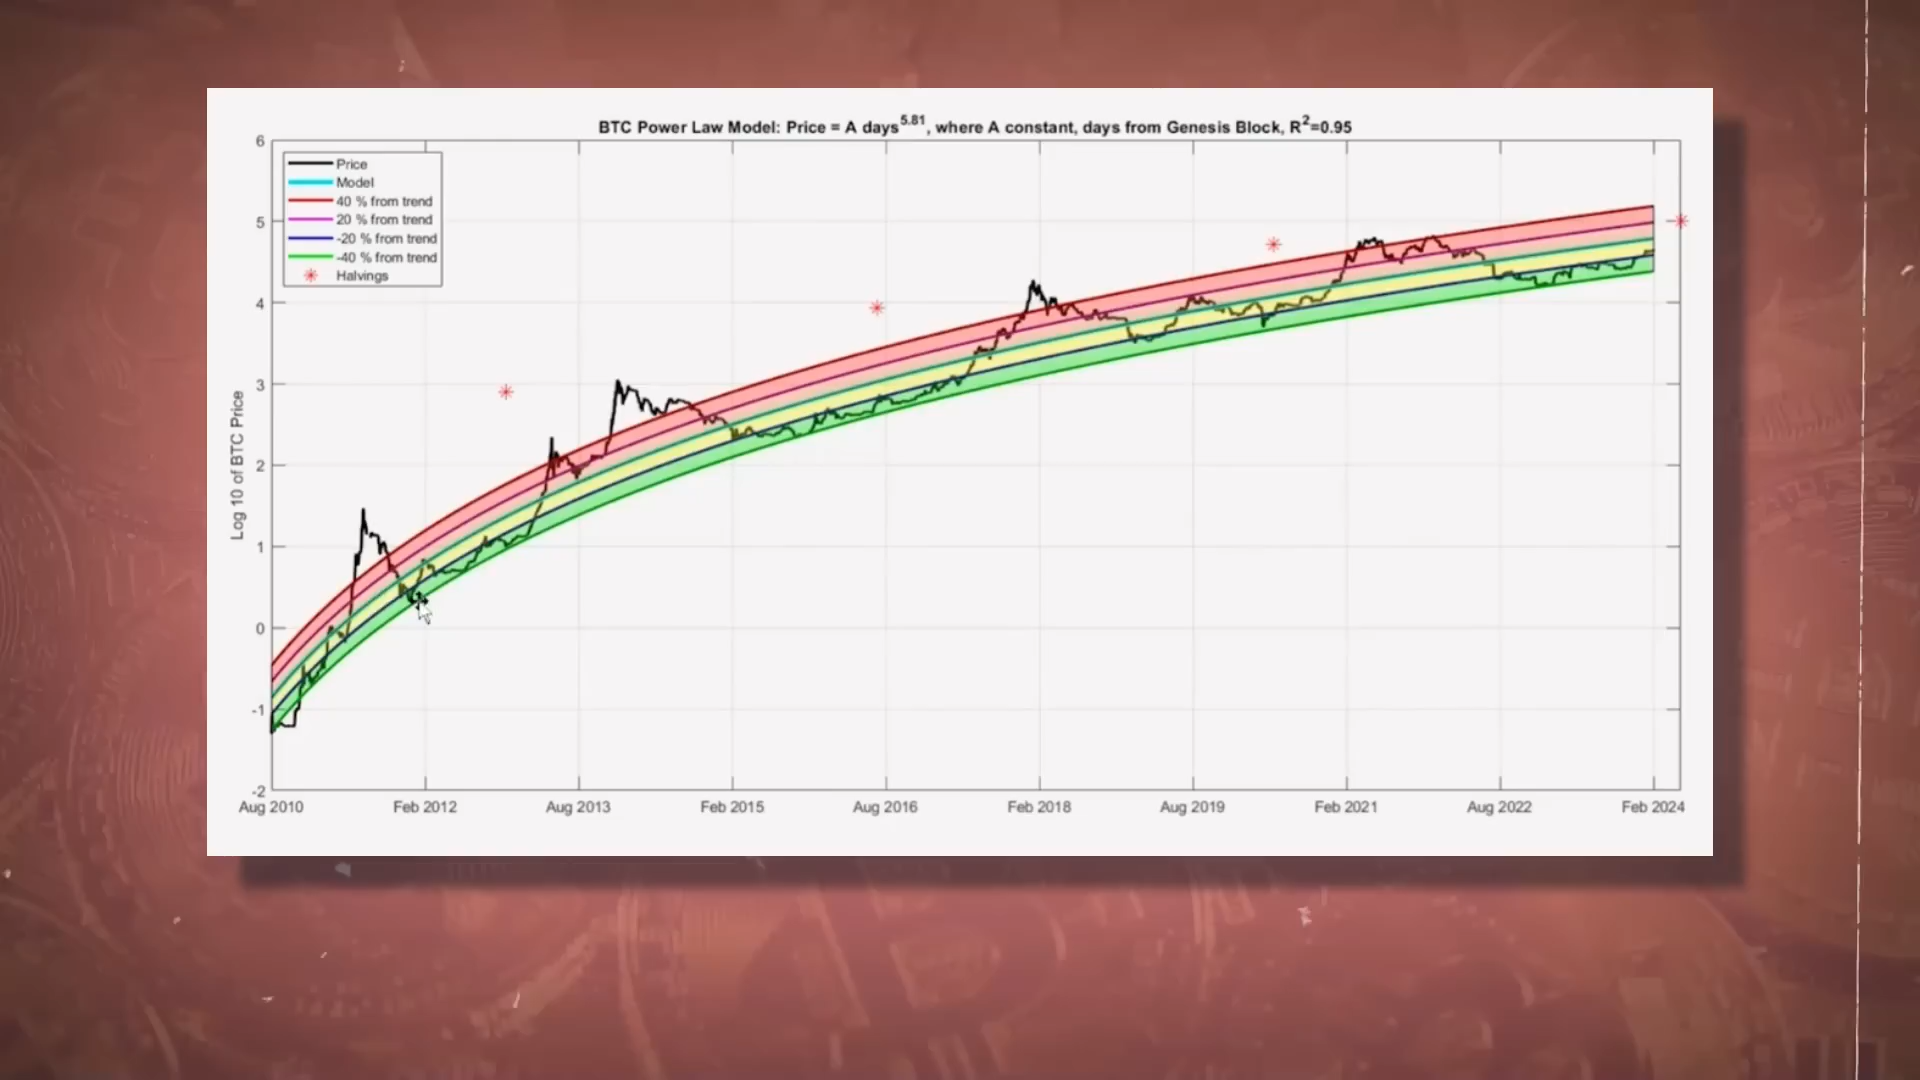 BTC Power Law Model: Price = A days^5.81, where A constant, days from Genesis Block, R^2=0.95
6
5
4
3
2
1
0
-1
-2
Log 10 of BTC Price
Price
Model
40 % from trend
20 % from trend
-20 % from trend
-40 % from trend
Halvings
Aug 2010 Feb 2012 Aug 2013 Feb 2015 Aug 2016 Feb 2018 Aug 2019 Feb 2021 Aug 2022 Feb 2024